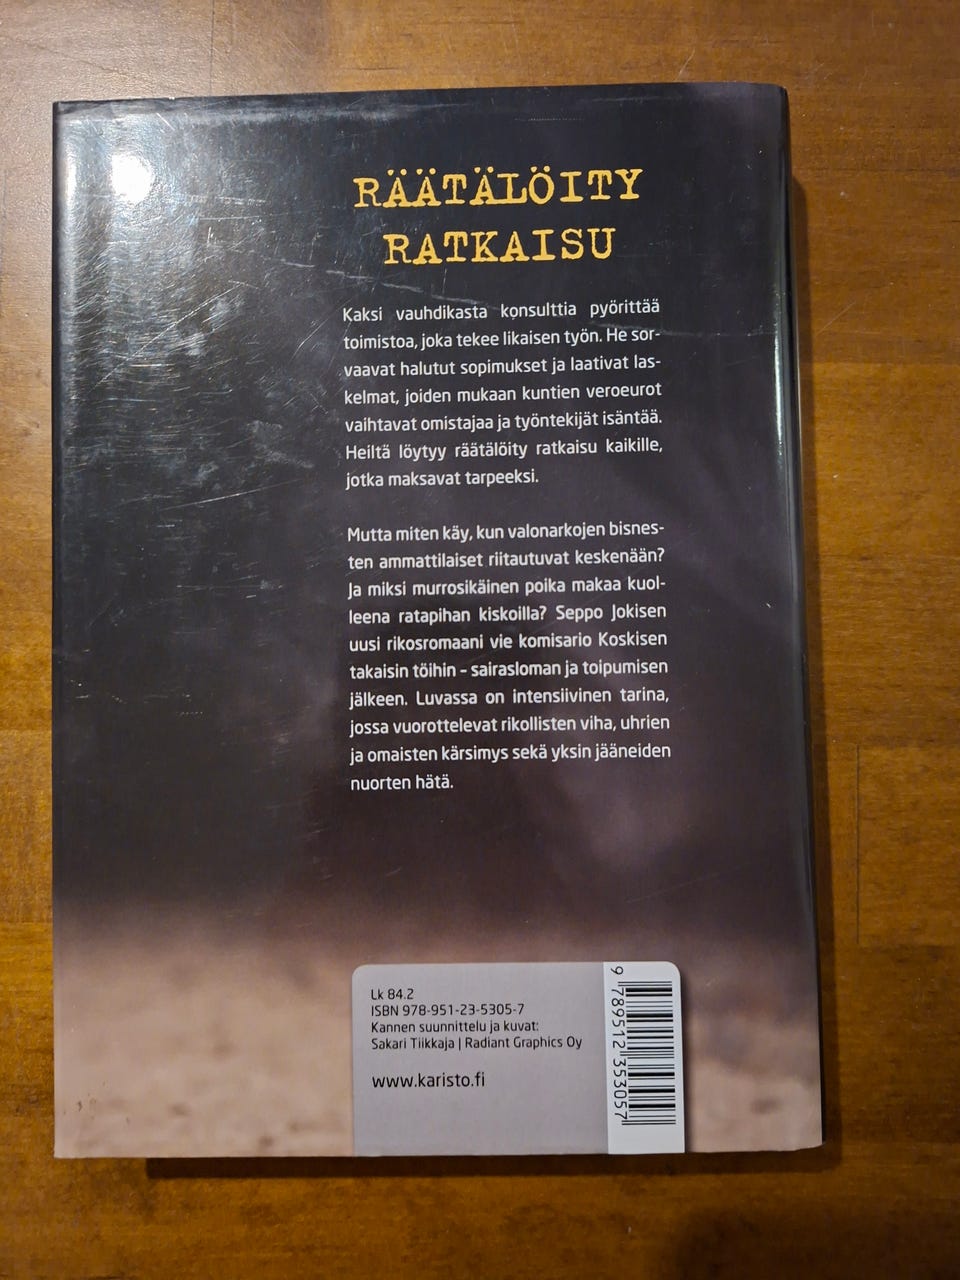 RÄÄTÄLÖITY
RATKAISU
Kaksi vauhdikasta konsulttia pyörittää
toimistoa, joka tekee likaisen työn. He sor-
vaavat halutut sopimukset ja laativat las-
kelmat, joiden mukaan kuntien veroeurot
vaihtavat omistajaa ja työntekijät isäntää.
Heiltä löytyy räätälöity ratkaisu kaikille,
jotka maksavat tarpeeksi.
Mutta miten käy, kun valonarkojen bisnes-
ten ammattilaiset riitautuvat keskenään?
Ja miksi murrosikäinen poika makaa kuol-
leena ratapihan kiskoilla? Seppo Jokisen
uusi rikosromaani vie komisario Koskisen
takaisin töihin – sairasloman ja toipumisen
jälkeen. Luvassa on intensiivinen tarina,
jossa vuorottelevat rikollisten viha, uhrien
ja omaisten kärsimys sekä yksin jääneiden
nuorten hätä.
Lk 84.2
ISBN 978-951-23-5305-7
Kannen suunnittelu ja kuvat:
Sakari Tiikkaja | Radiant Graphics Oy
www.karisto.fi
9 789512 353057